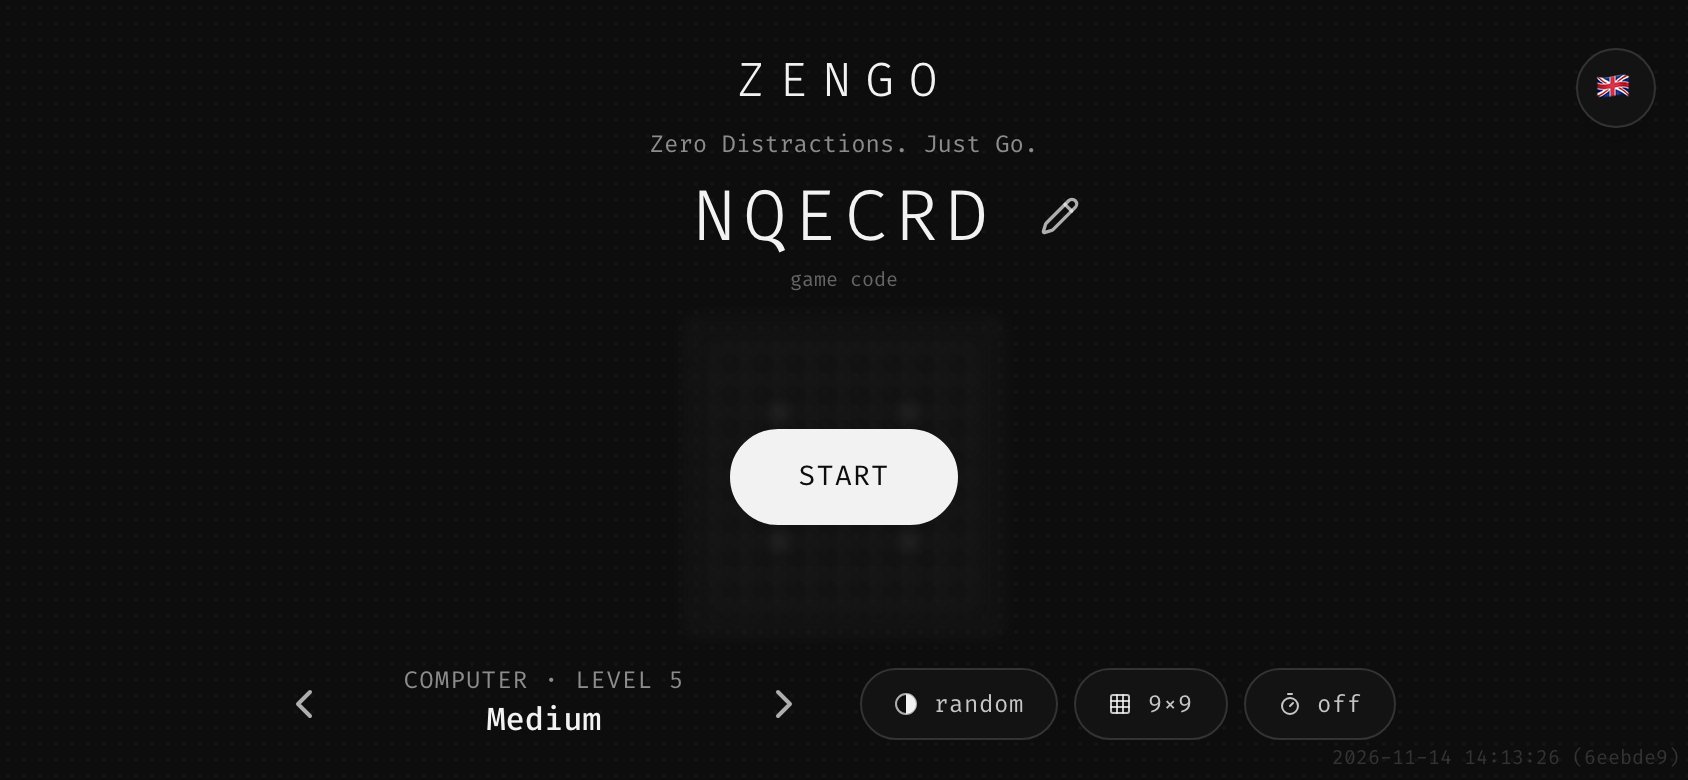 ZENGO
Zero Distractions. Just Go.
NQECRD
game code
START
COMPUTER · LEVEL 5
Medium
random
9×9
off
2026-11-14 14:13:26 (6eebde9)